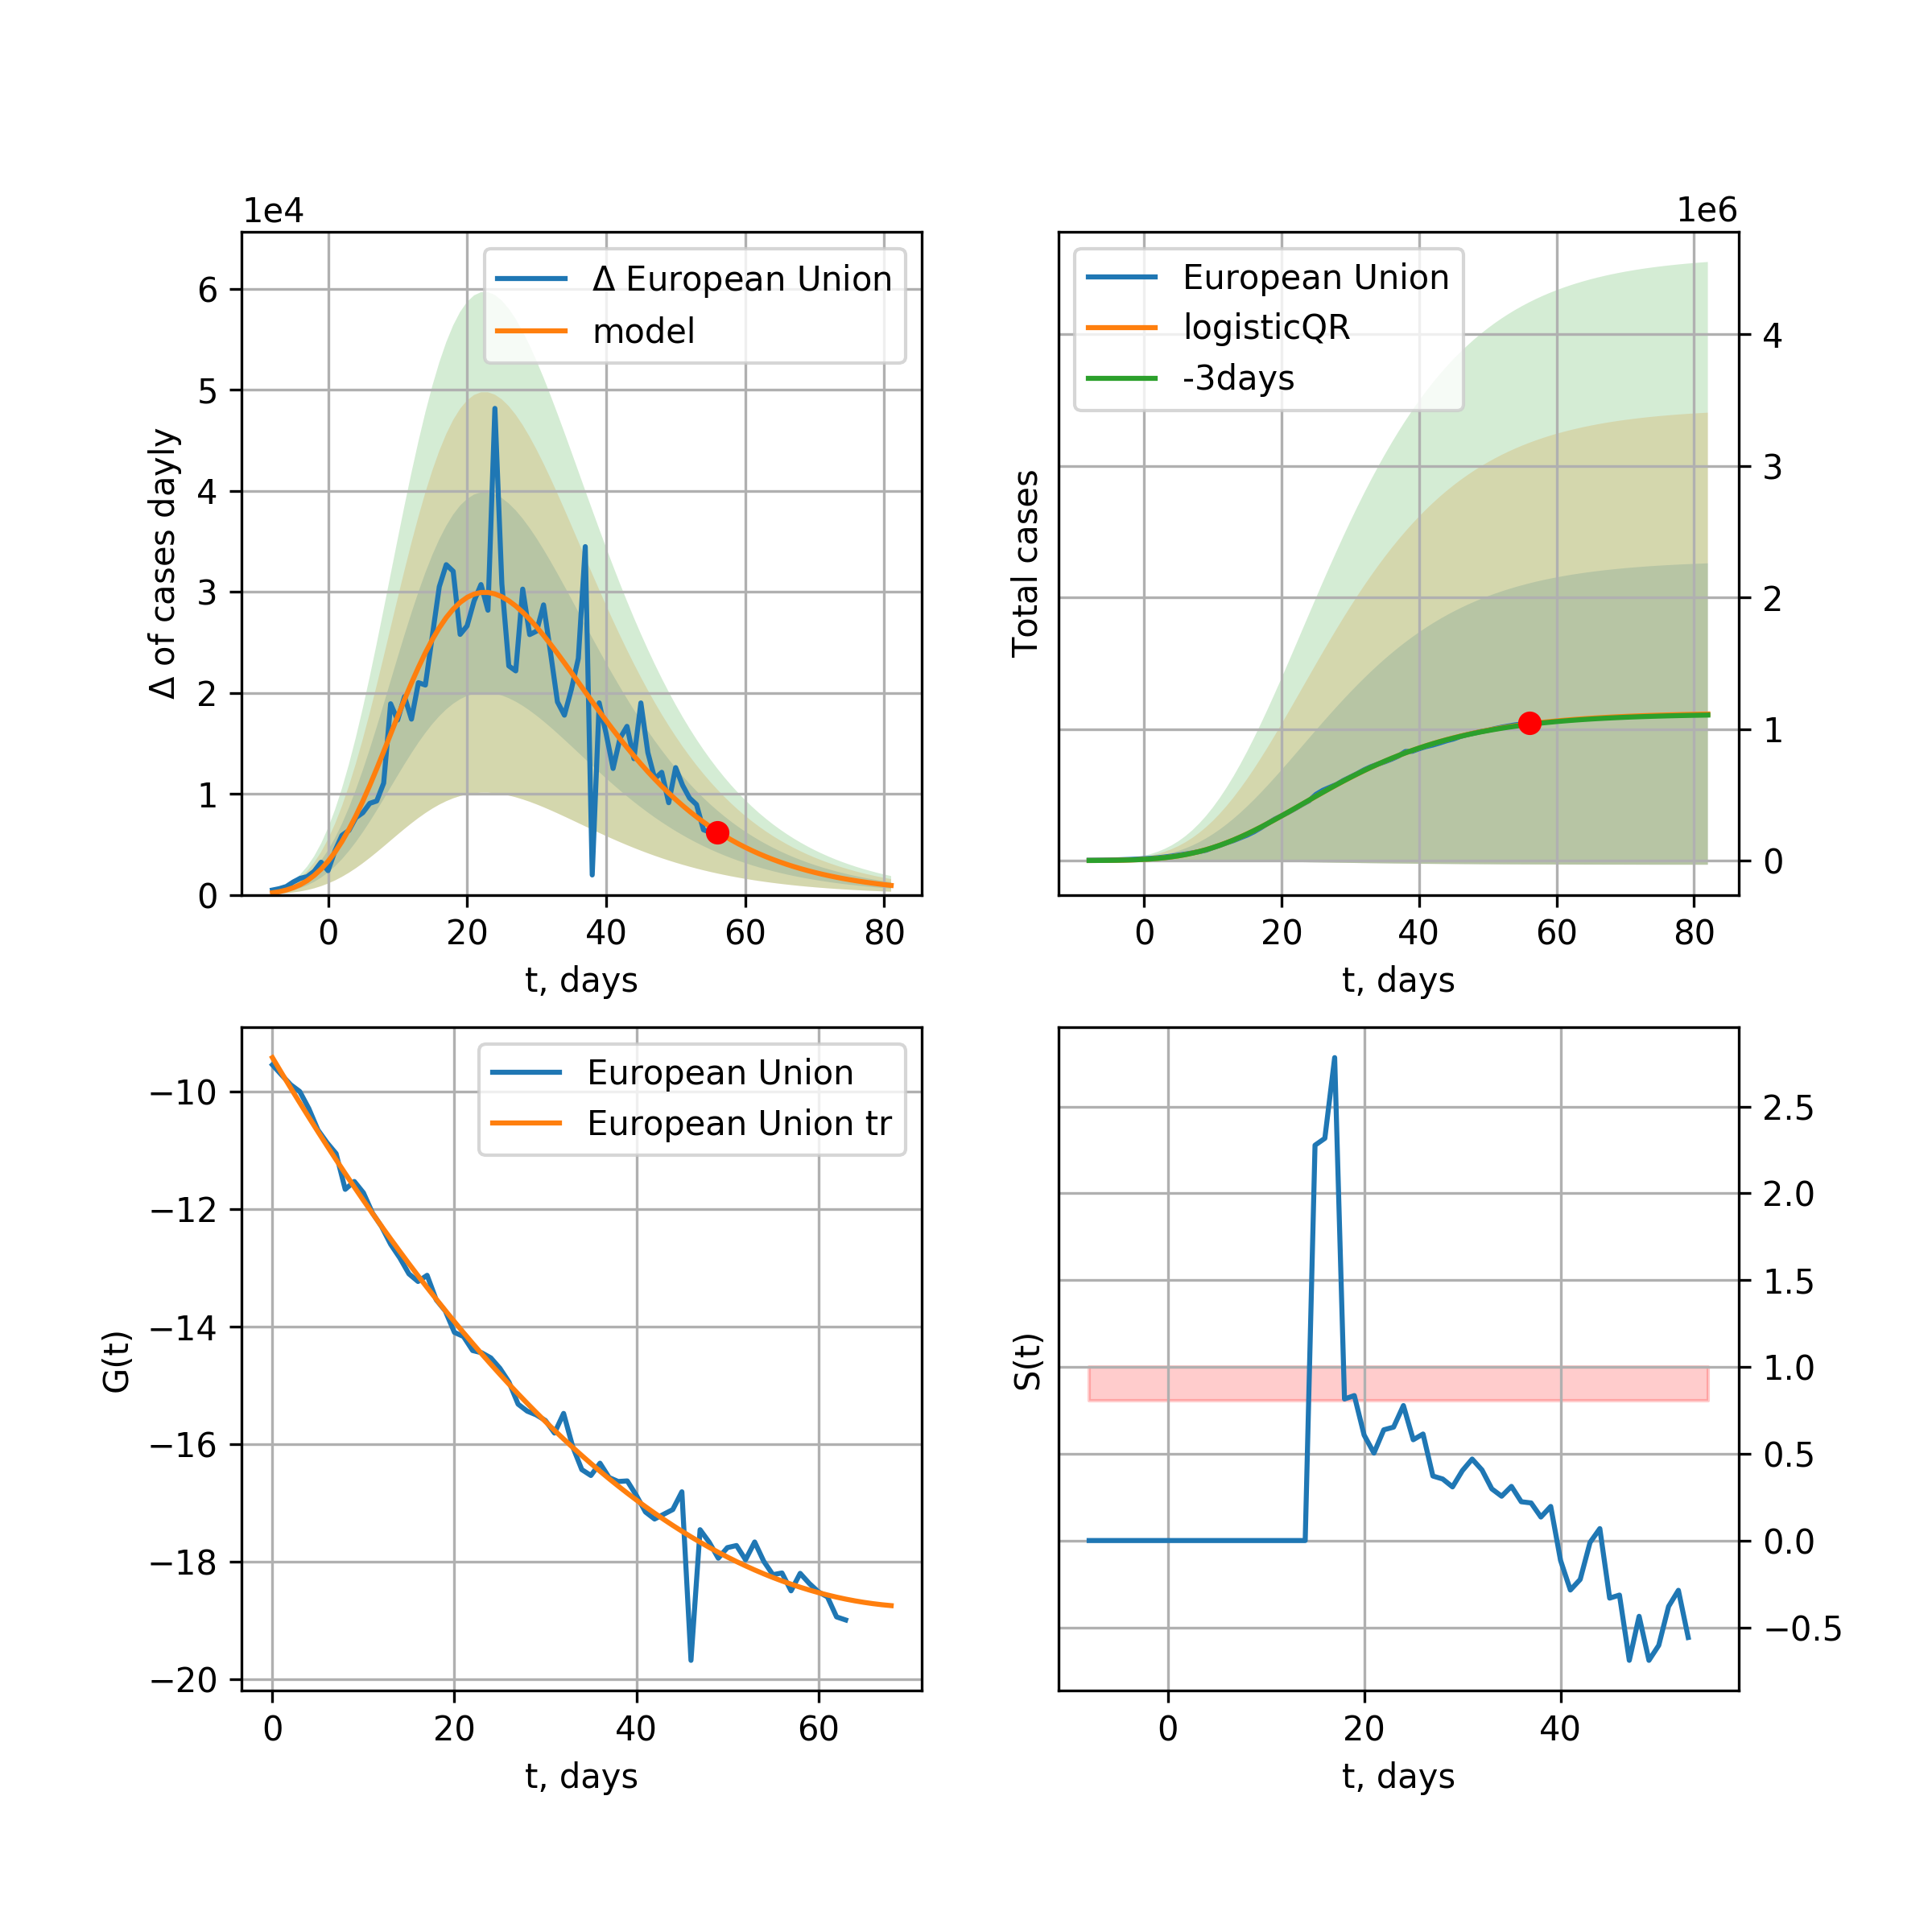 1e4
Δ European Union
model
6
5
4
3
2
1
0
Δ of cases dayly
0 20 40 60 80
t, days
1e6
European Union
logisticQR
-3days
4
3
2
1
0
Total cases
0 20 40 60 80
t, days
European Union
European Union tr
−10
−12
−14
−16
−18
−20
G(t)
0 20 40 60
t, days
2.5
2.0
1.5
1.0
0.5
0.0
−0.5
S(t)
0 20 40
t, days